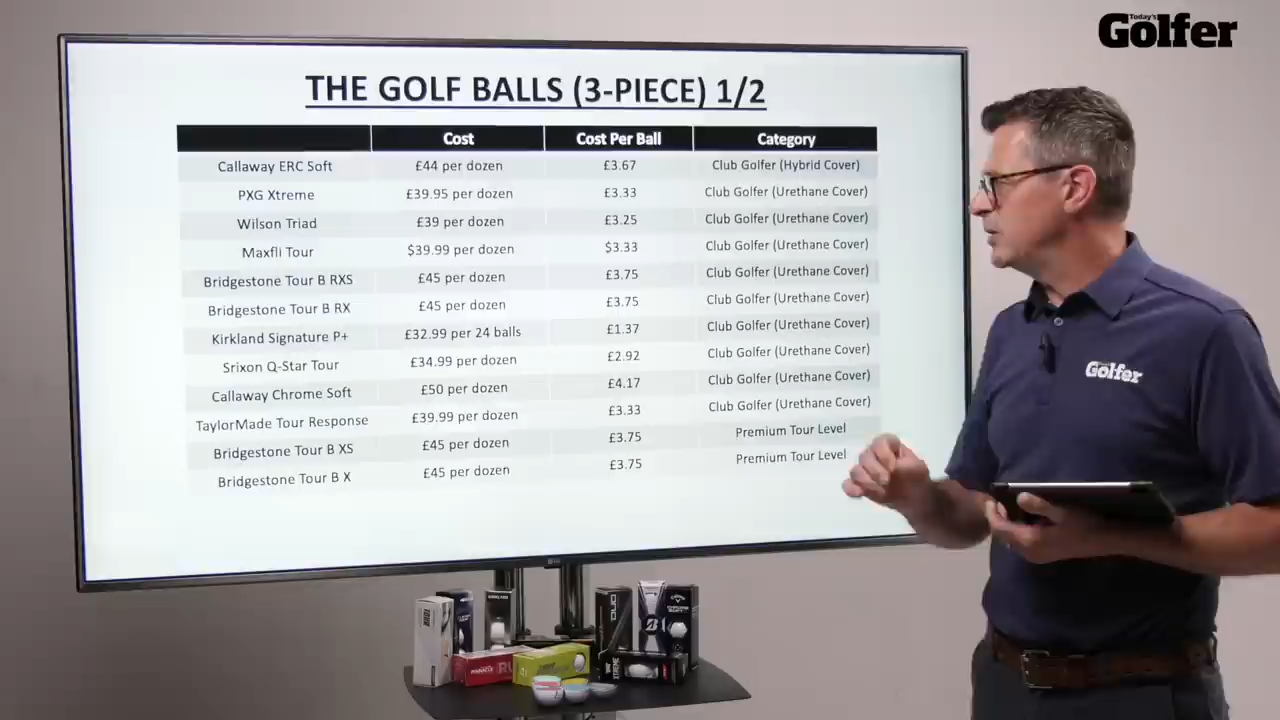 Today's
Golfer
THE GOLF BALLS (3-PIECE) 1/2
Cost Cost Per Ball Category
Callaway ERC Soft £44 per dozen £3.67 Club Golfer (Hybrid Cover)
PXG Xtreme £39.95 per dozen £3.33 Club Golfer (Urethane Cover)
Wilson Triad £39 per dozen £3.25 Club Golfer (Urethane Cover)
Maxfli Tour $39.99 per dozen $3.33 Club Golfer (Urethane Cover)
Bridgestone Tour B RXS £45 per dozen £3.75 Club Golfer (Urethane Cover)
Bridgestone Tour B RX £45 per dozen £3.75 Club Golfer (Urethane Cover)
Kirkland Signature P+ £32.99 per 24 balls £1.37 Club Golfer (Urethane Cover)
Srixon Q-Star Tour £34.99 per dozen £2.92 Club Golfer (Urethane Cover)
Callaway Chrome Soft £50 per dozen £4.17 Club Golfer (Urethane Cover)
TaylorMade Tour Response £39.99 per dozen £3.33 Club Golfer (Urethane Cover)
Bridgestone Tour B XS £45 per dozen £3.75 Premium Tour Level
Bridgestone Tour B X £45 per dozen £3.75 Premium Tour Level
Golfer
DUO
B
PINNACLE